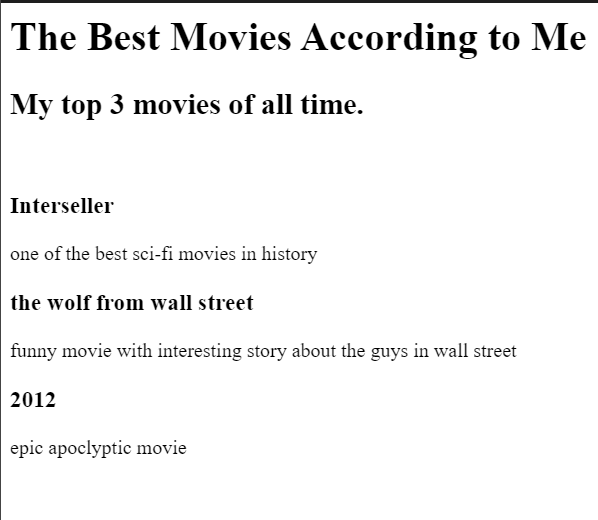 The Best Movies According to Me
My top 3 movies of all time.
Interseller
one of the best sci-fi movies in history
the wolf from wall street
funny movie with interesting story about the guys in wall street
2012
epic apoclyptic movie